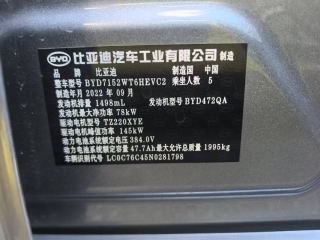 BYD 比亚迪汽车工业有限公司 制造
品牌 比亚迪 制造国 中国
整车型号 BYD7152WT6HEVC2 乘坐人数 5
制造年月 2022 年 09 月
发动机排量 1498mL 发动机型号 BYD472QA
发动机最大净功率 78kW
驱动电机型号 TZ220XYE
驱动电机峰值功率 145kW
动力电池系统额定电压 384.0V
动力电池系统额定容量 47.7Ah 最大允许总质量 1995kg
车辆识别代号 LC0C76C45N0281798